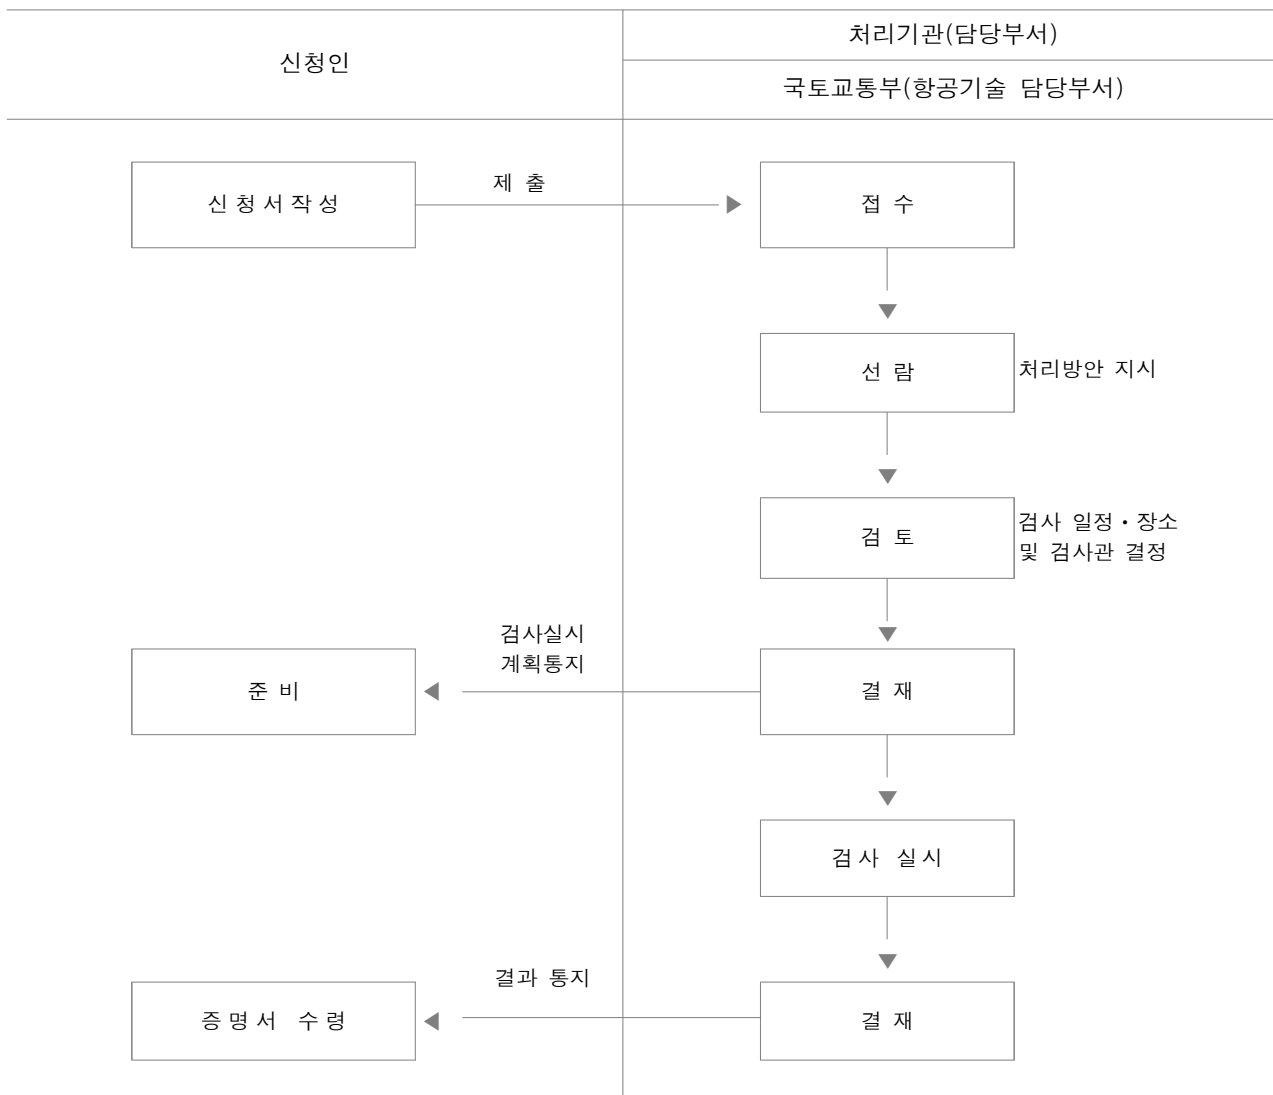 신청인
처리기관(담당부서)
국토교통부(항공기술 담당부서)
신청서작성
제 출
접 수
선 람
처리방안 지시
검 토
검사 일정·장소
및 검사관 결정
검사실시
계획통지
준 비
결 재
검사 실시
결과 통지
증명서 수령
결 재